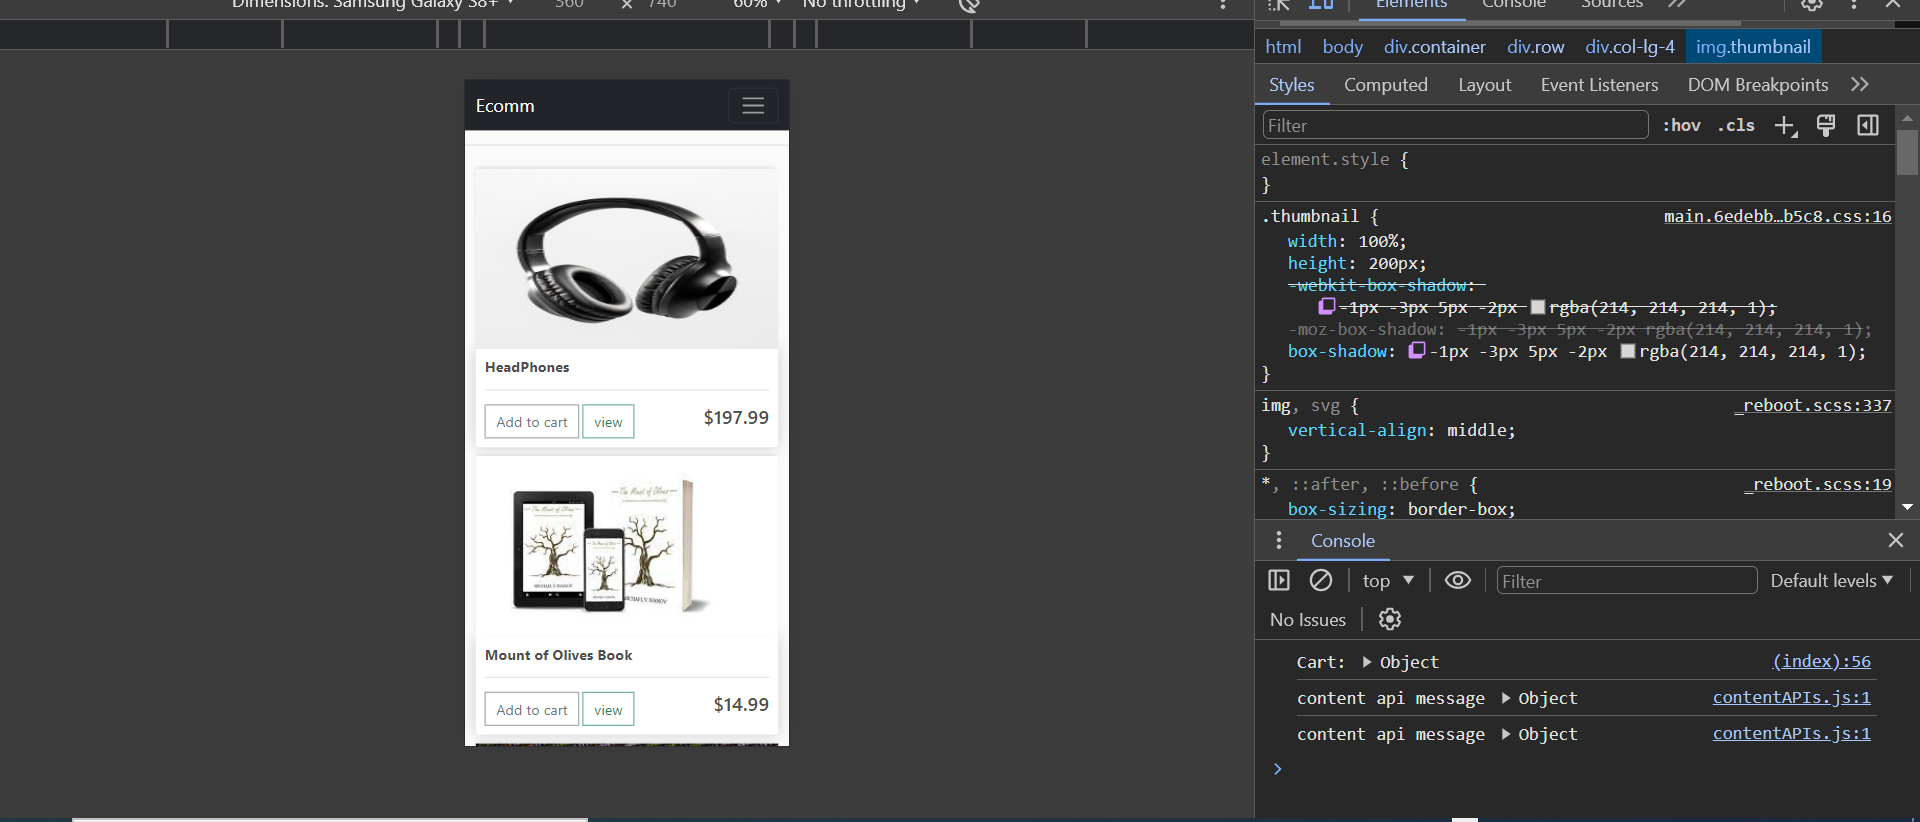 Dimensions: Samsung Galaxy S8+ 360 × 740 60% No throttling
Elements Console Sources
html body div.container div.row div.col-lg-4 img.thumbnail
Styles Computed Layout Event Listeners DOM Breakpoints
Filter :hov .cls
element.style {
}
.thumbnail { main.6edebb…b5c8.css:16
width: 100%;
height: 200px;
-webkit-box-shadow:
-1px -3px 5px -2px rgba(214, 214, 214, 1);
-moz-box-shadow: -1px -3px 5px -2px rgba(214, 214, 214, 1);
box-shadow: -1px -3px 5px -2px rgba(214, 214, 214, 1);
}
img, svg { _reboot.scss:337
vertical-align: middle;
}
*, ::after, ::before { _reboot.scss:19
box-sizing: border-box;
Console
top Filter Default levels
No Issues
Cart: Object (index):56
content api message Object contentAPIs.js:1
content api message Object contentAPIs.js:1
Ecomm
HeadPhones
Add to cart view $197.99
The Mount of Olives
The Mount of Olives
Mount of Olives Book
Add to cart view $14.99